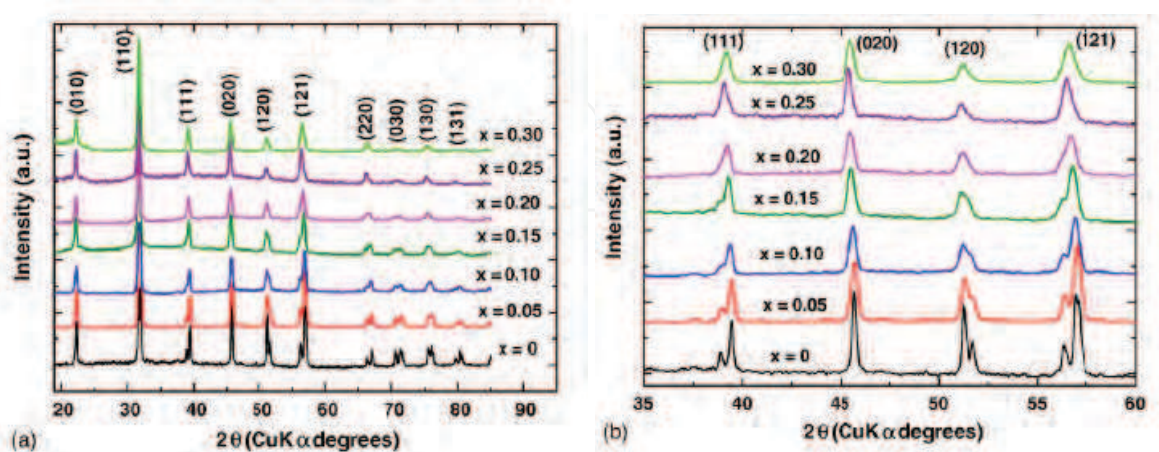 (010)
(110)
(111)
(020)
(120)
(121)
(220)
(030)
(130)
(131)
x = 0.30
x = 0.25
x = 0.20
x = 0.15
x = 0.10
x = 0.05
x = 0
Intensity (a.u.)
20 30 40 50 60 70 80 90
2θ(CuK α degrees)
(a)
(111)
(020)
(120)
(121)
x = 0.30
x = 0.25
x = 0.20
x = 0.15
x = 0.10
x = 0.05
x = 0
Intensity (a.u.)
35 40 45 50 55 60
2θ(CuK α degrees)
(b)